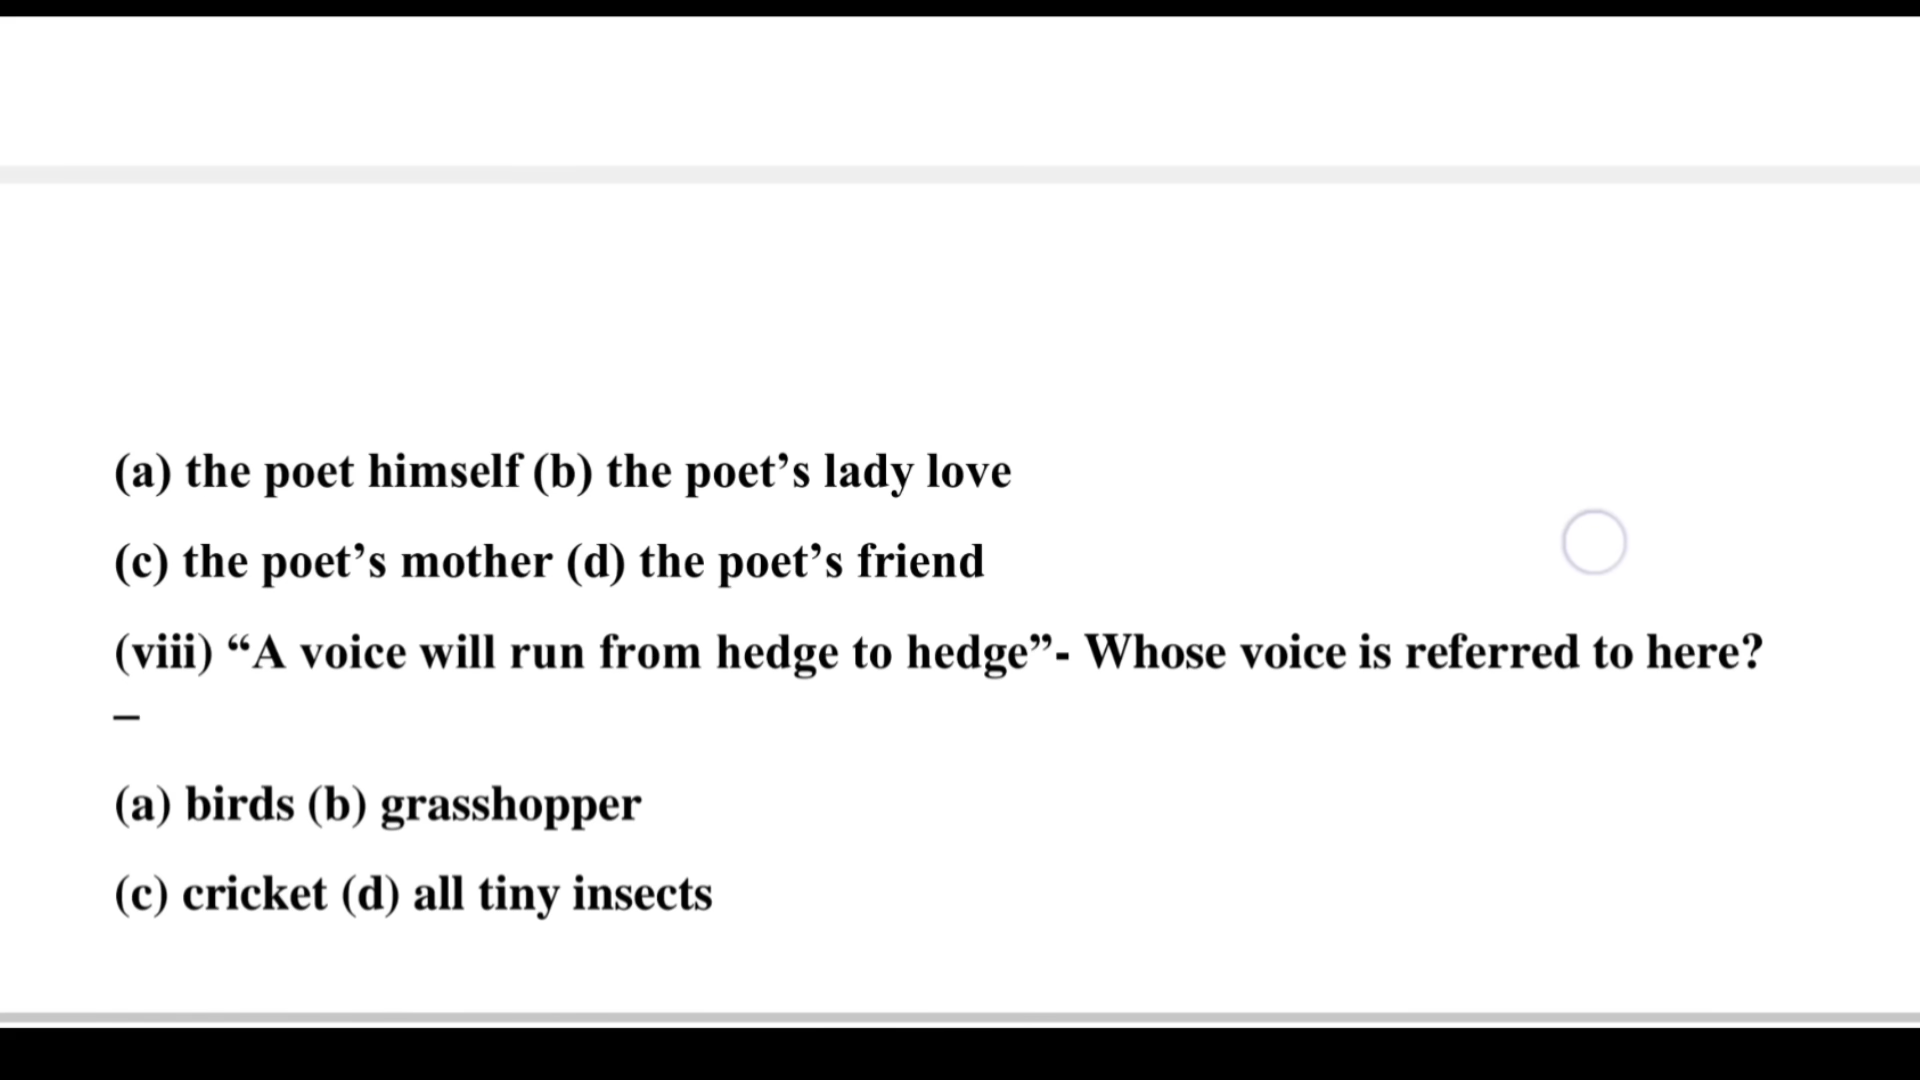 (a) the poet himself (b) the poet’s lady love
(c) the poet’s mother (d) the poet’s friend
(viii) “A voice will run from hedge to hedge”- Whose voice is referred to here?
–
(a) birds (b) grasshopper
(c) cricket (d) all tiny insects